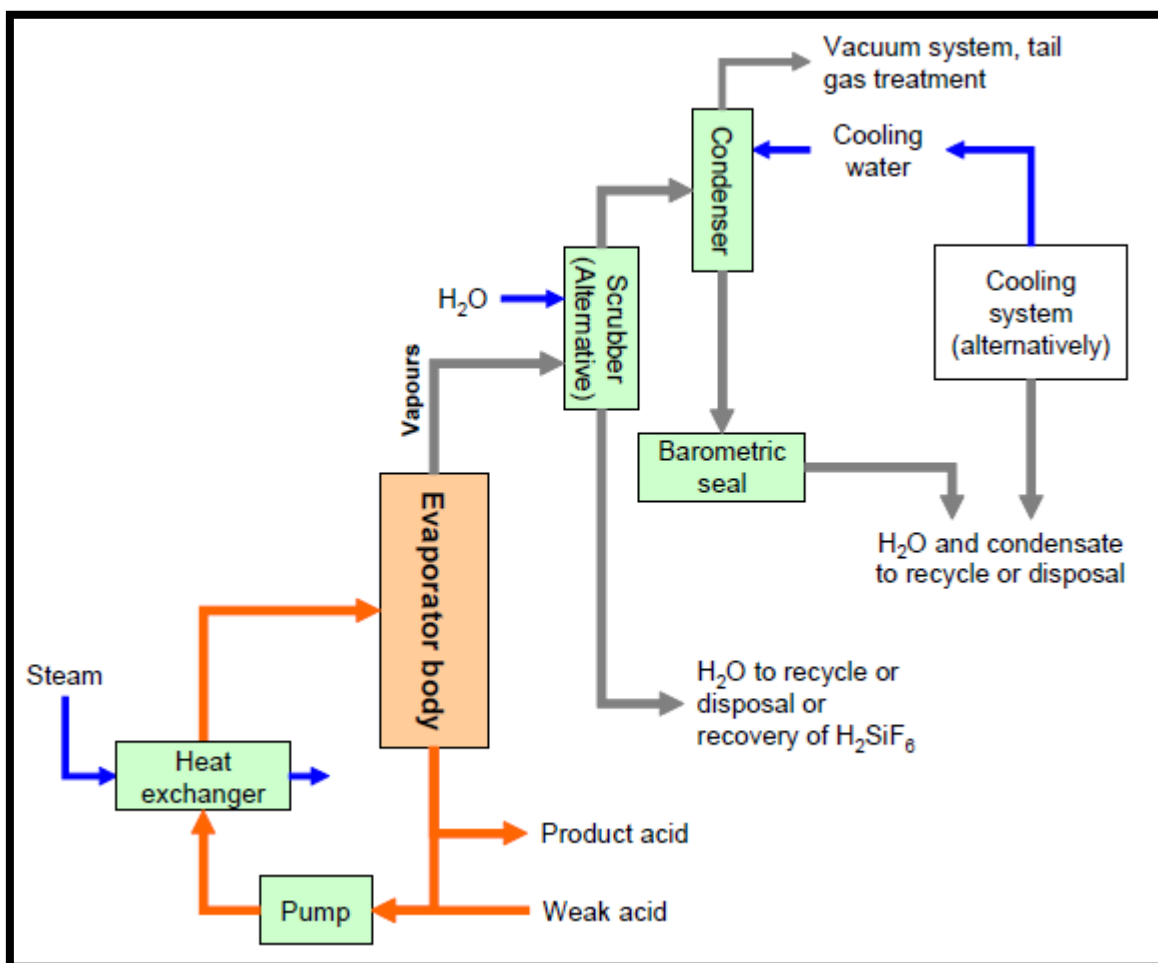 Vacuum system, tail
gas treatment
Condenser
Cooling
water
Scrubber
(Alternative)
H₂O
Cooling
system
(alternatively)
Vapours
Barometric
seal
Evaporator body
H₂O and condensate
to recycle or disposal
Steam
H₂O to recycle or
disposal or
recovery of H₂SiF₆
Heat
exchanger
Product acid
Pump
Weak acid